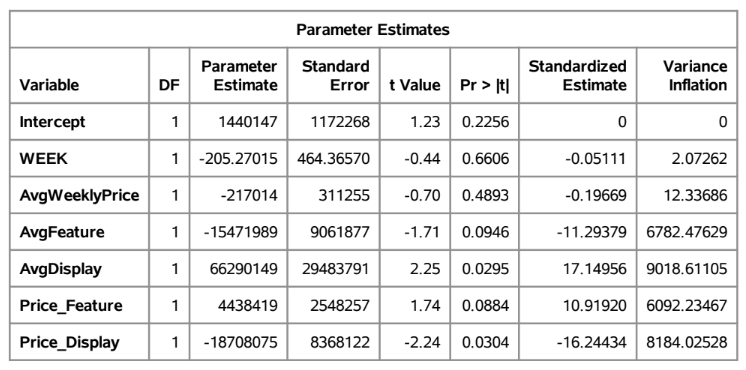 Parameter Estimates
Variable DF Parameter Estimate Standard Error t Value Pr > |t| Standardized Estimate Variance Inflation
Intercept 1 1440147 1172268 1.23 0.2256 0 0
WEEK 1 -205.27015 464.36570 -0.44 0.6606 -0.05111 2.07262
AvgWeeklyPrice 1 -217014 311255 -0.70 0.4893 -0.19669 12.33686
AvgFeature 1 -15471989 9061877 -1.71 0.0946 -11.29379 6782.47629
AvgDisplay 1 66290149 29483791 2.25 0.0295 17.14956 9018.61105
Price_Feature 1 4438419 2548257 1.74 0.0884 10.91920 6092.23467
Price_Display 1 -18708075 8368122 -2.24 0.0304 -16.24434 8184.02528